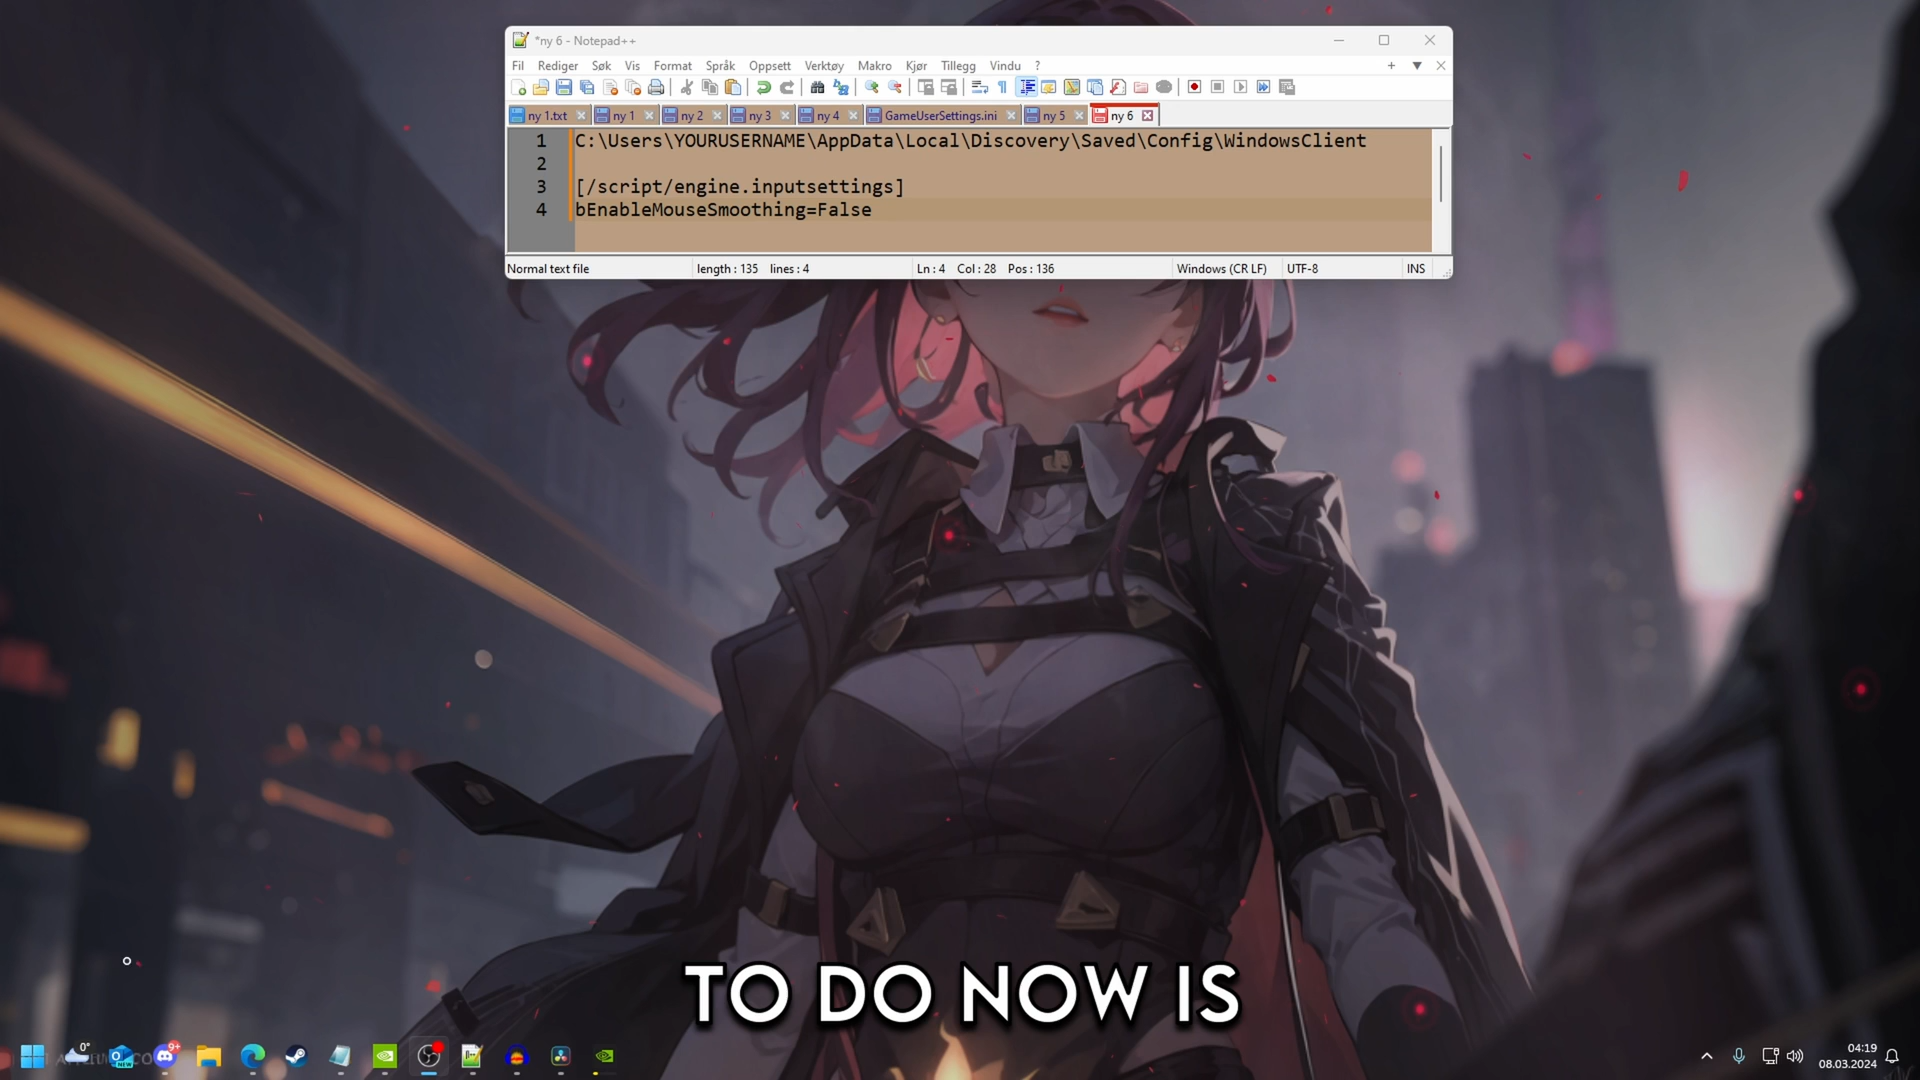 *ny 6 - Notepad++
Fil Rediger Søk Vis Format Språk Oppsett Verktøy Makro Kjør Tillegg Vindu ?
ny 1.txt ny 1 ny 2 ny 3 ny 4 GameUserSettings.ini ny 5 ny 6
1 C:\Users\YOURUSERNAME\AppData\Local\Discovery\Saved\Config\WindowsClient
2
3 [/script/engine.inputsettings]
4 bEnableMouseSmoothing=False
Normal text file length : 135 lines : 4 Ln : 4 Col : 28 Pos : 136 Windows (CR LF) UTF-8 INS
TO DO NOW IS
0° NEW 9+
04:19
08.03.2024